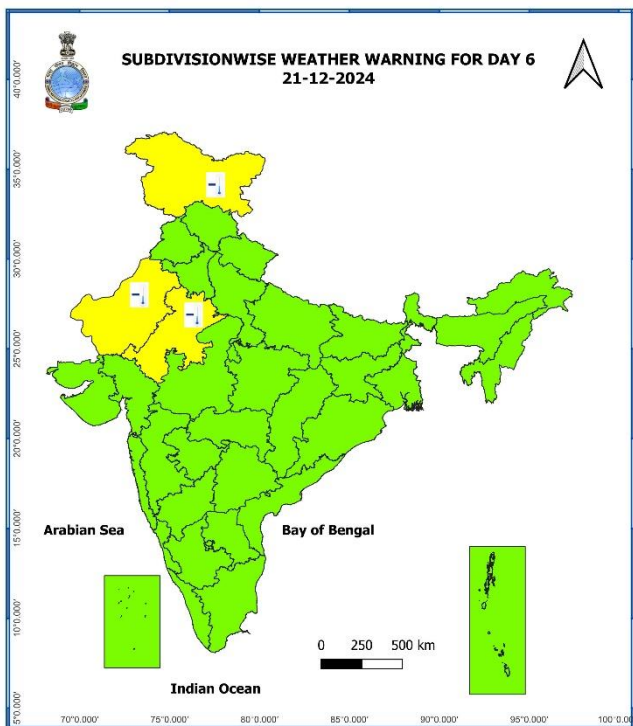 SUBDIVISIONWISE WEATHER WARNING FOR DAY 6
21-12-2024
40°0.000'
35°0.000'
30°0.000'
25°0.000'
20°0.000'
15°0.000'
10°0.000'
5°0.000'
Arabian Sea
Bay of Bengal
0 250 500 km
Indian Ocean
70°0.000' 75°0.000' 80°0.000' 85°0.000' 90°0.000' 95°0.000' 100°0.0